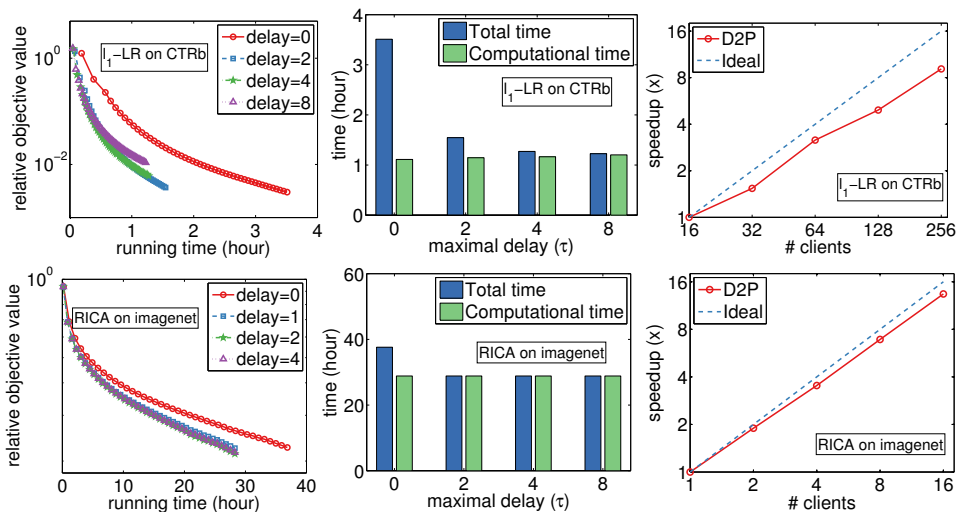 relative objective value
10^0
10^-2
0 1 2 3 4
running time (hour)
l_1-LR on CTRb
delay=0
delay=2
delay=4
delay=8
time (hour)
4
3
2
1
0
0 2 4 8
maximal delay (τ)
Total time
Computational time
l_1-LR on CTRb
speedup (x)
16
8
4
2
1
16 32 64 128 256
# clients
D2P
Ideal
l_1-LR on CTRb
relative objective value
10^0
0 10 20 30 40
running time (hour)
RICA on imagenet
delay=0
delay=1
delay=2
delay=4
time (hour)
60
40
20
0
0 2 4 8
maximal delay (τ)
Total time
Computational time
RICA on imagenet
speedup (x)
16
8
4
2
1
1 2 4 8 16
# clients
D2P
Ideal
RICA on imagenet